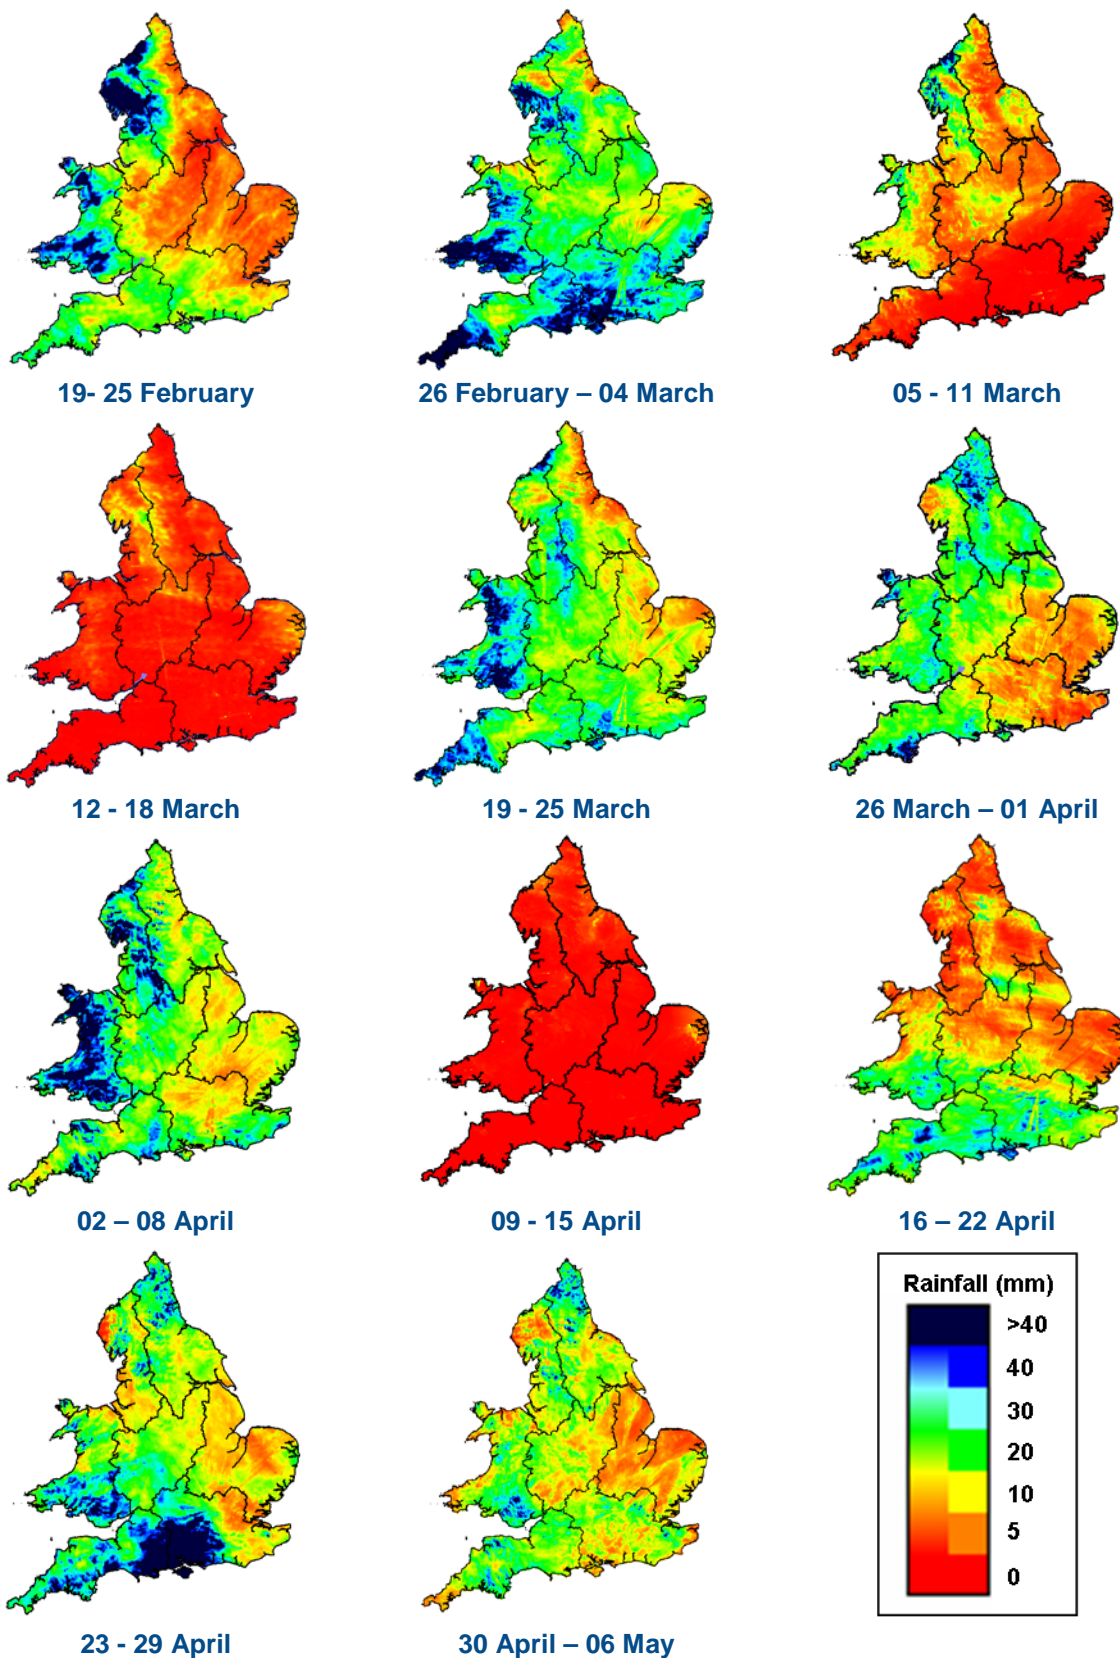 19- 25 February
26 February – 04 March
05 - 11 March
12 - 18 March
19 - 25 March
26 March – 01 April
02 – 08 April
09 - 15 April
16 – 22 April
Rainfall (mm)
>40
40
30
20
10
5
0
23 - 29 April
30 April – 06 May